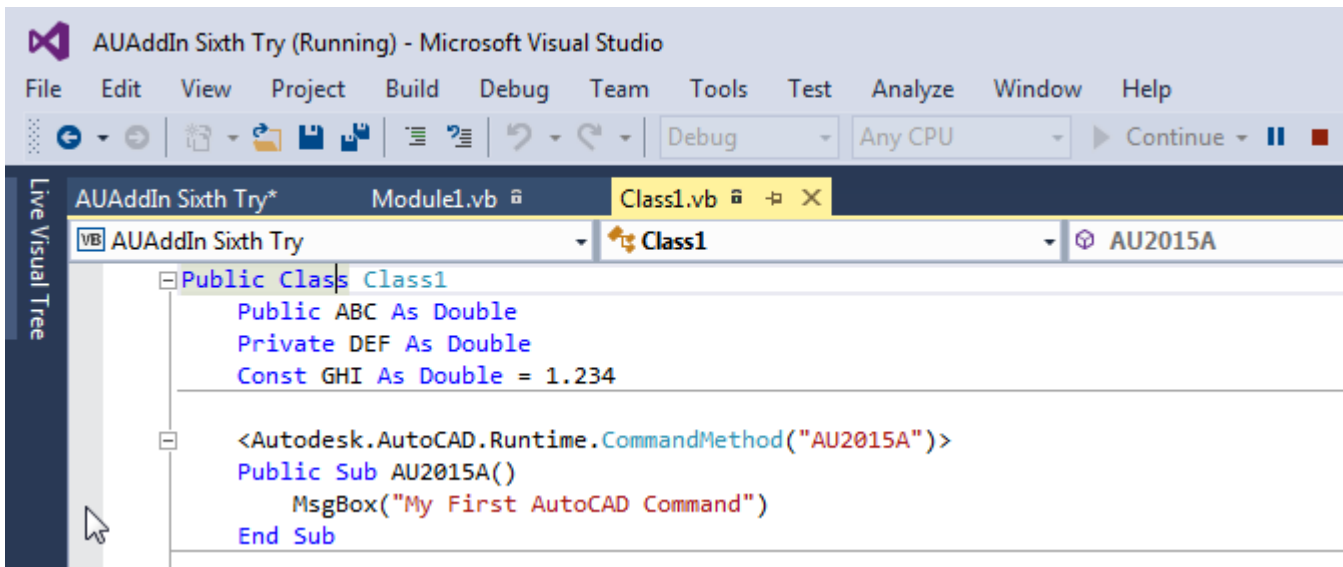 AUAddIn Sixth Try (Running) - Microsoft Visual Studio
File Edit View Project Build Debug Team Tools Test Analyze Window Help
Debug Any CPU Continue
Live Visual Tree
AUAddIn Sixth Try* Module1.vb Class1.vb
VB AUAddIn Sixth Try Class1 AU2015A
Public Class Class1
Public ABC As Double
Private DEF As Double
Const GHI As Double = 1.234
<Autodesk.AutoCAD.Runtime.CommandMethod("AU2015A")>
Public Sub AU2015A()
MsgBox("My First AutoCAD Command")
End Sub